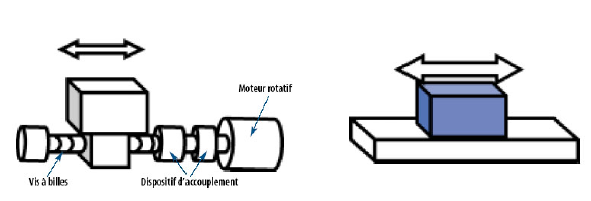 Moteur rotatif
Vis à billes
Dispositif d'accouplement